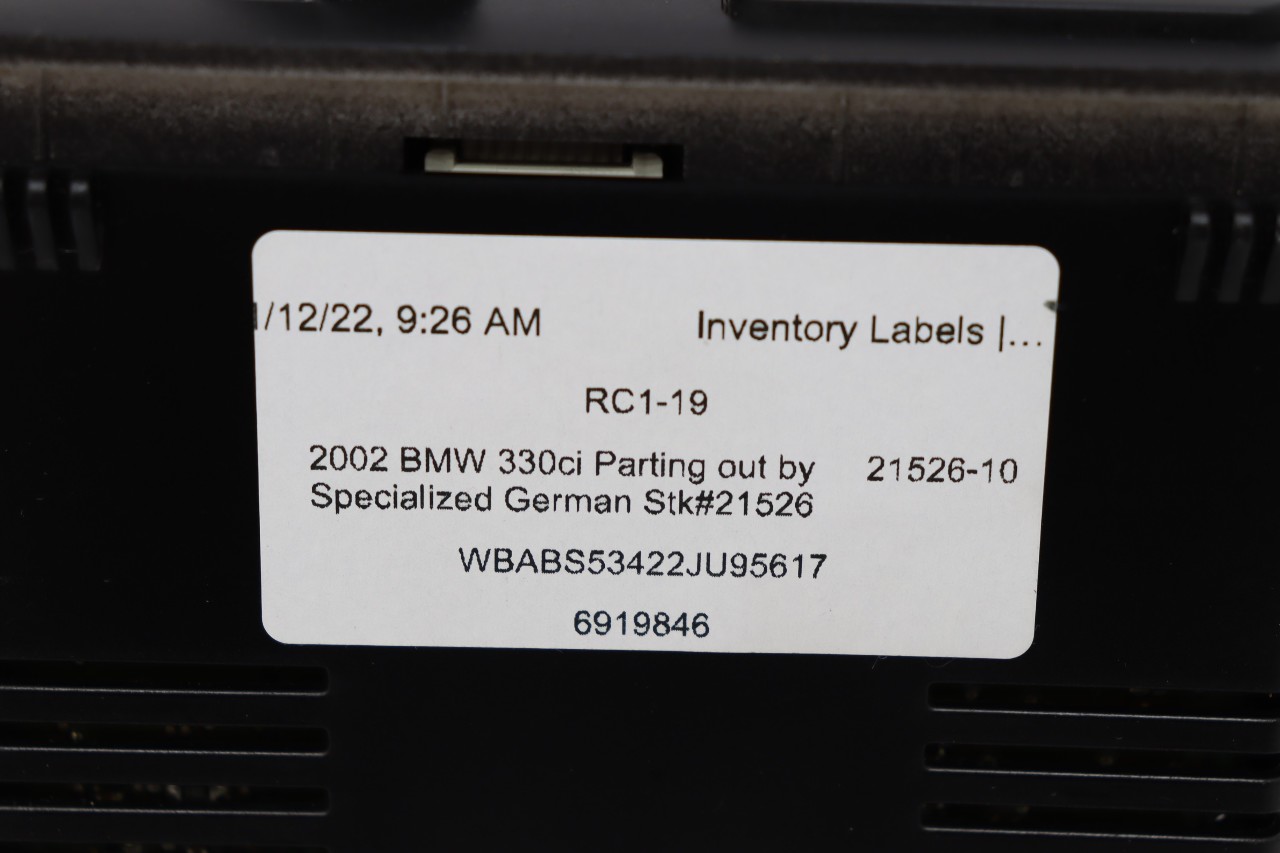 1/12/22, 9:26 AM Inventory Labels |...
RC1-19
2002 BMW 330ci Parting out by 21526-10
Specialized German Stk#21526
WBABS53422JU95617
6919846